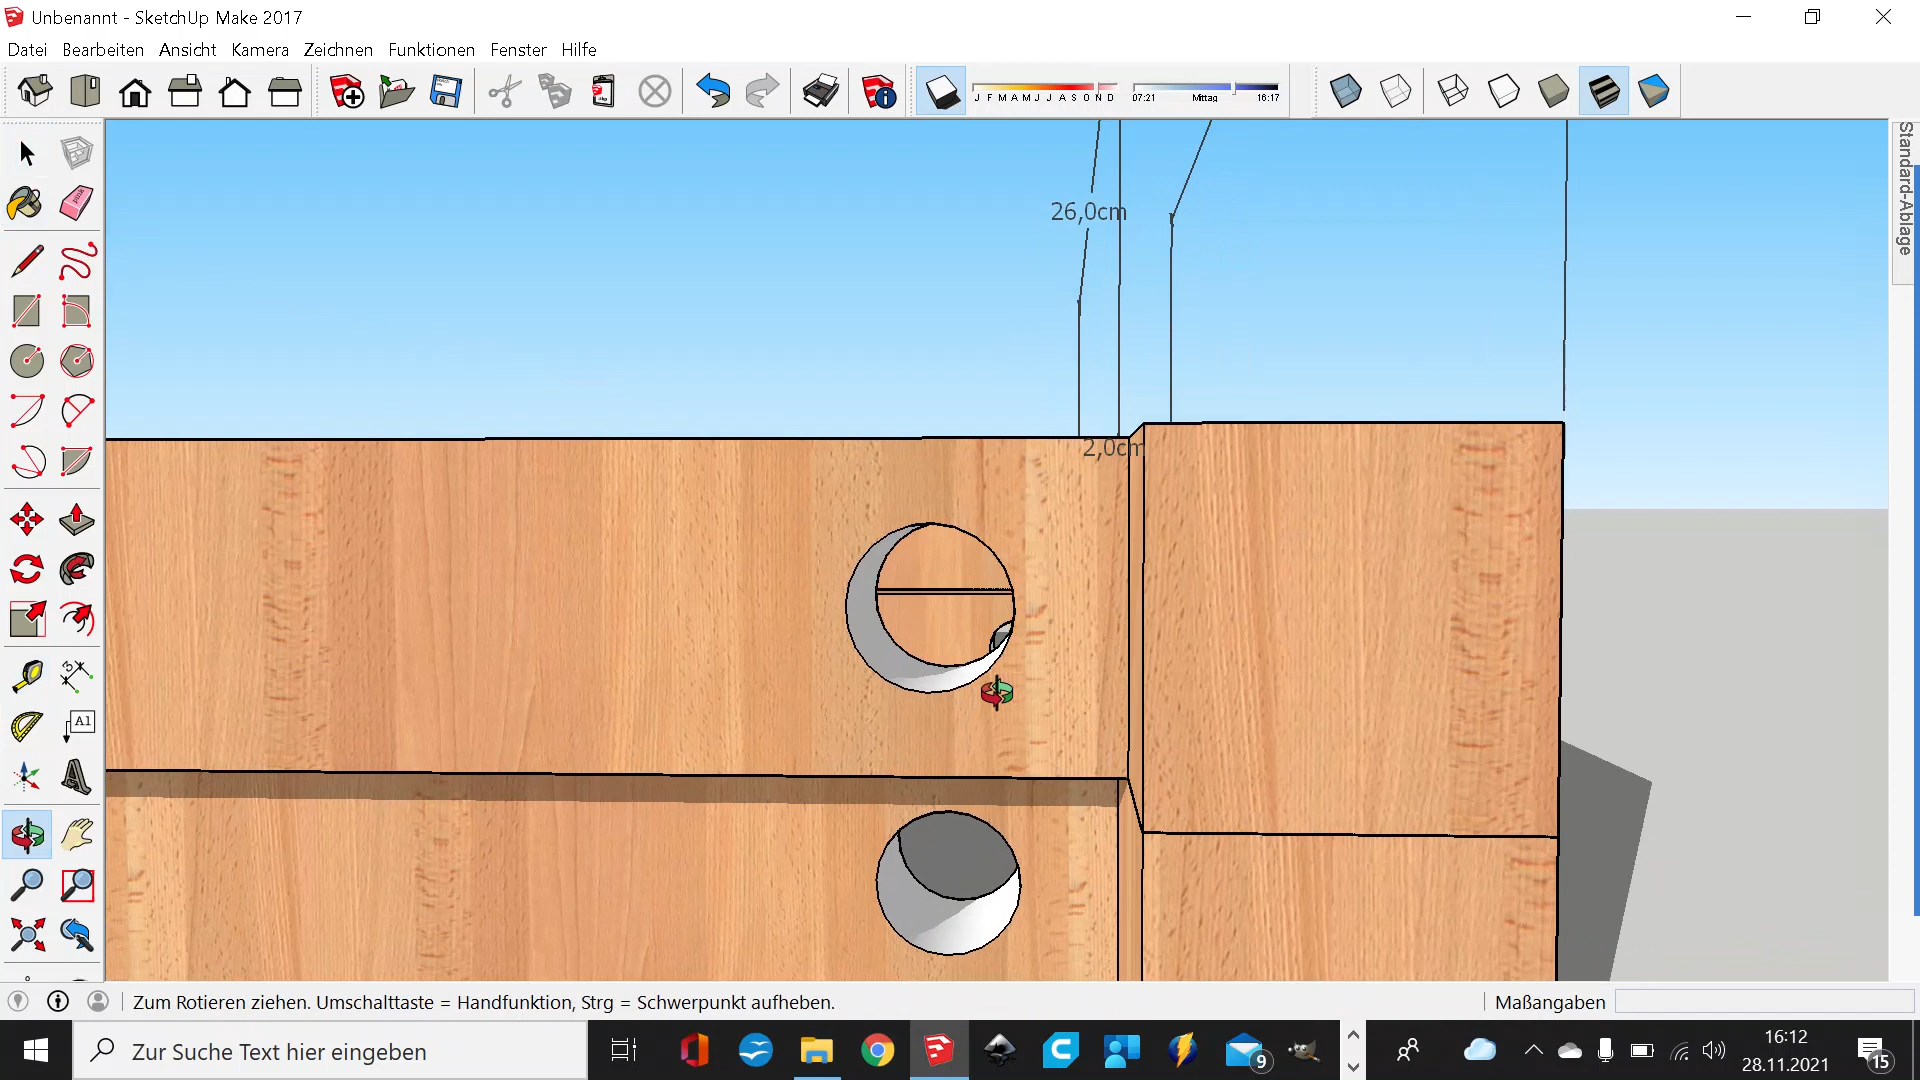 Unbenannt - SketchUp Make 2017
Datei Bearbeiten Ansicht Kamera Zeichnen Funktionen Fenster Hilfe
J F M A M J J A S O N D 07:21 Mittag 16:17
Standard-Ablage
26,0cm
2,0cm
A1
Zum Rotieren ziehen. Umschalttaste = Handfunktion, Strg = Schwerpunkt aufheben. Maßangaben
Zur Suche Text hier eingeben
9
16:12
28.11.2021
15